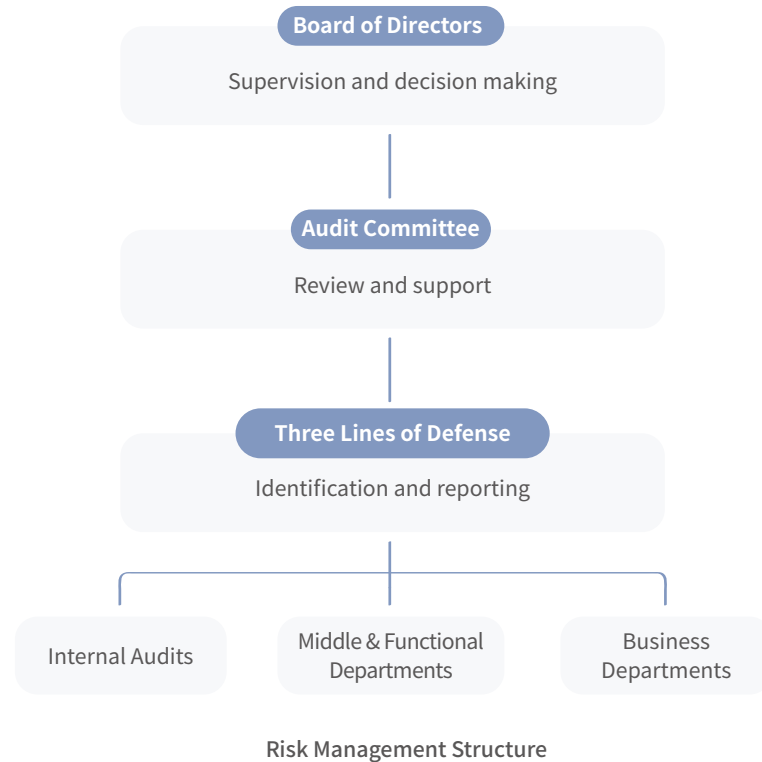 Board of Directors
Supervision and decision making
Audit Committee
Review and support
Three Lines of Defense
Identification and reporting
Internal Audits
Middle & Functional
Departments
Business
Departments
Risk Management Structure